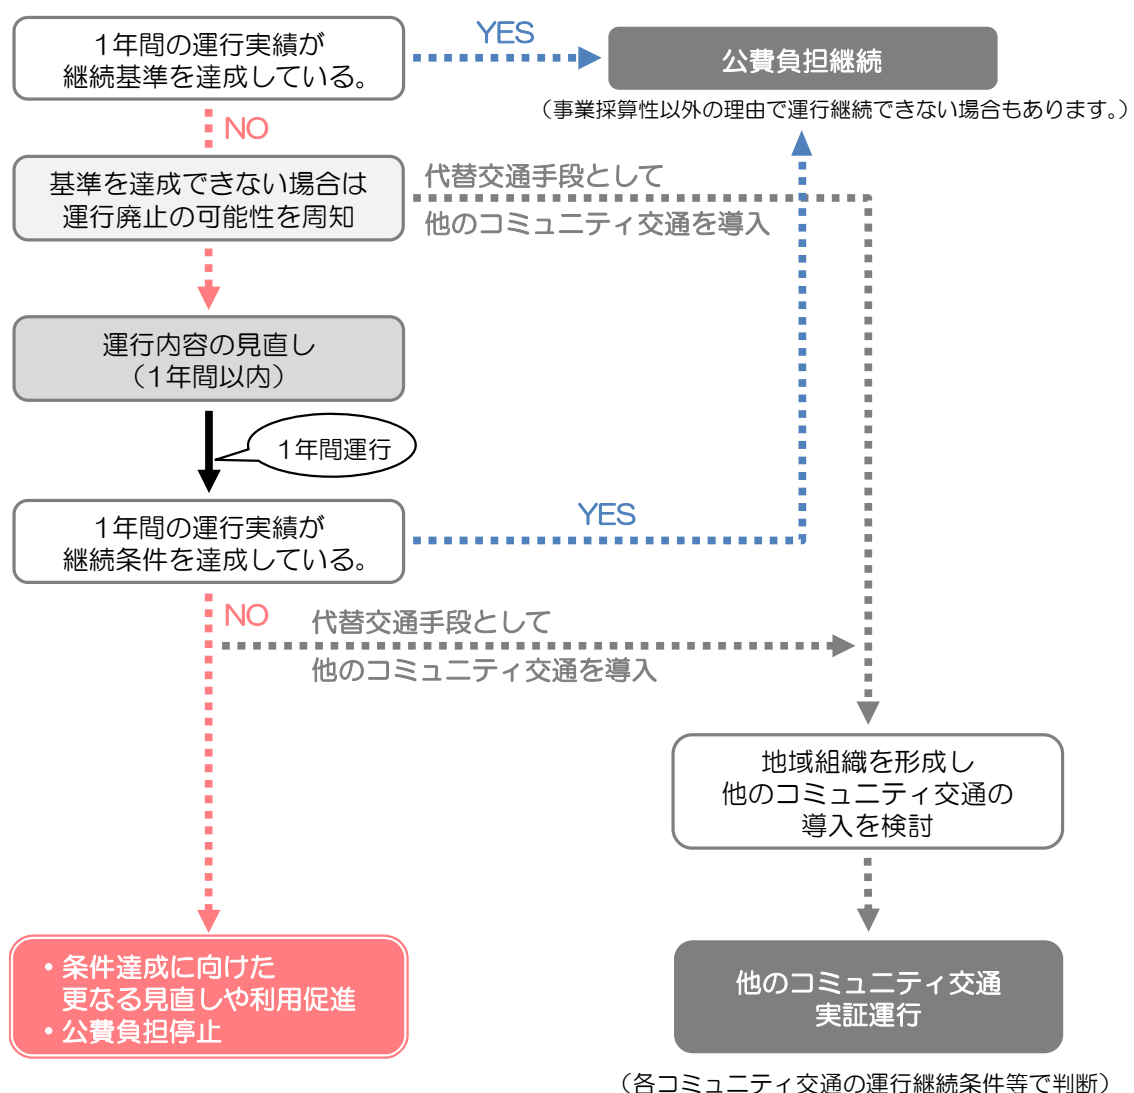 1年間の運行実績が
継続基準を達成している。
YES
公費負担継続
（事業採算性以外の理由で運行継続できない場合もあります。）
NO
基準を達成できない場合は
運行廃止の可能性を周知
代替交通手段として
他のコミュニティ交通を導入
運行内容の見直し
（1年間以内）
1年間運行
1年間の運行実績が
継続条件を達成している。
YES
NO
代替交通手段として
他のコミュニティ交通を導入
地域組織を形成し
他のコミュニティ交通の
導入を検討
・条件達成に向けた
更なる見直しや利用促進
・公費負担停止
他のコミュニティ交通
実証運行
（各コミュニティ交通の運行継続条件等で判断）